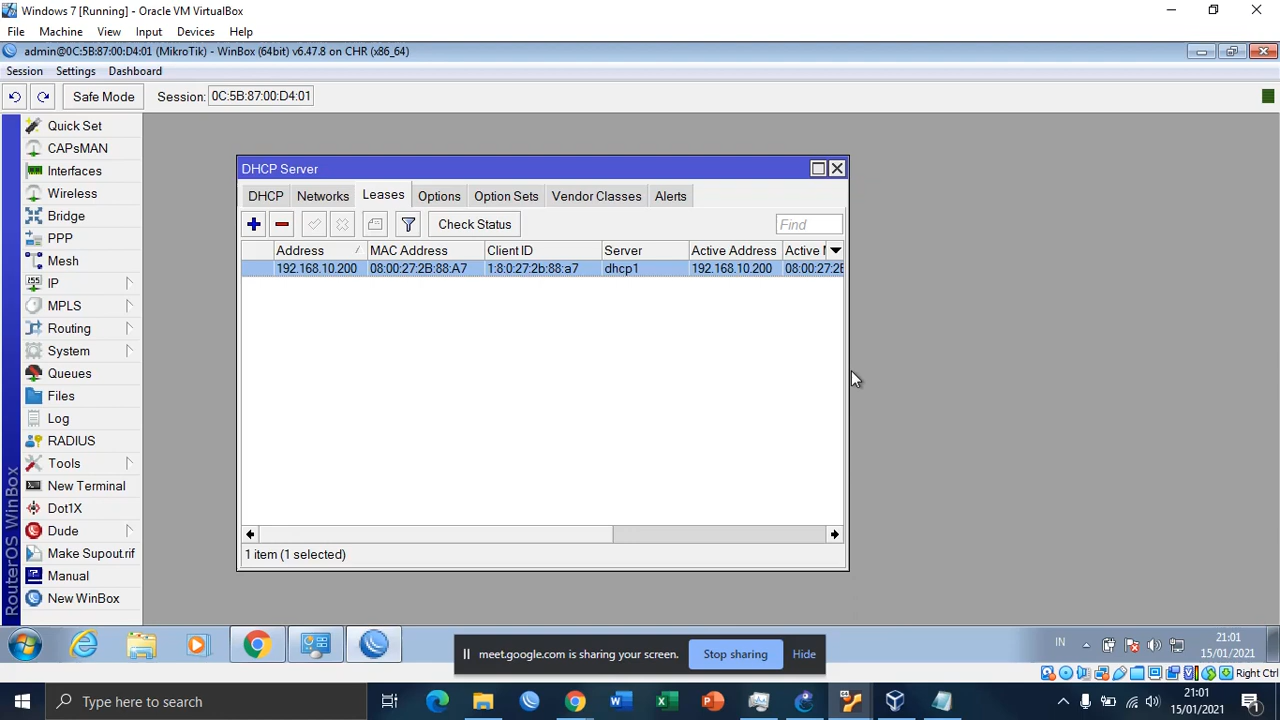 Windows 7 [Running] - Oracle VM VirtualBox
File Machine View Input Devices Help
admin@0C:5B:87:00:D4:01 (MikroTik) - WinBox (64bit) v6.47.8 on CHR (x86_64)
Session Settings Dashboard
Safe Mode Session: 0C:5B:87:00:D4:01
Quick Set
CAPsMAN
Interfaces
Wireless
Bridge
PPP
Mesh
IP
MPLS
Routing
System
Queues
Files
Log
RADIUS
Tools
New Terminal
Dot1X
Dude
Make Supout.rif
Manual
New WinBox
RouterOS WinBox
DHCP Server
DHCP Networks Leases Options Option Sets Vendor Classes Alerts
Check Status Find
Address MAC Address Client ID Server Active Address Active
192.168.10.200 08:00:27:2B:88:A7 1:8:0:27:2b:88:a7 dhcp1 192.168.10.200 08:00:27:2B
1 item (1 selected)
IN
21:01
15/01/2021
meet.google.com is sharing your screen. Stop sharing Hide
Right Ctrl
Type here to search
21:01
15/01/2021